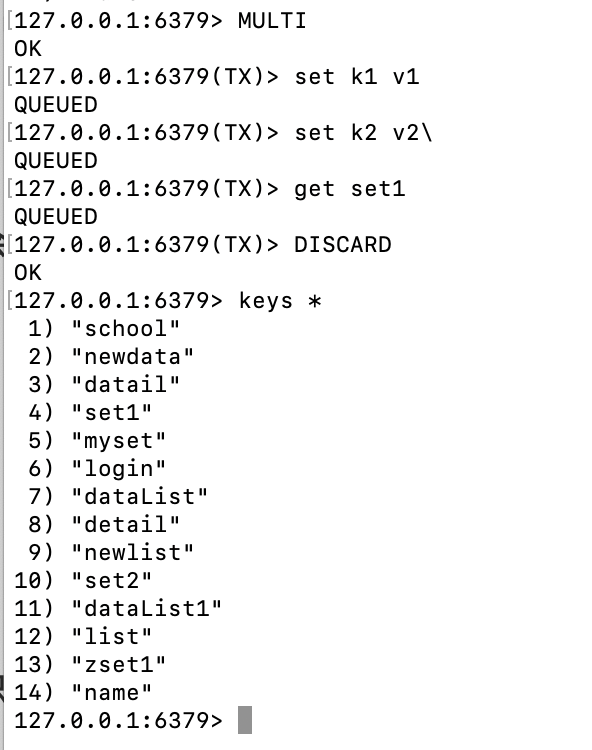 [127.0.0.1:6379> MULTI
OK
[127.0.0.1:6379(TX)> set k1 v1
QUEUED
[127.0.0.1:6379(TX)> set k2 v2\
QUEUED
[127.0.0.1:6379(TX)> get set1
QUEUED
[127.0.0.1:6379(TX)> DISCARD
OK
[127.0.0.1:6379> keys *
1) "school"
2) "newdata"
3) "datail"
4) "set1"
5) "myset"
6) "login"
7) "dataList"
8) "detail"
9) "newlist"
10) "set2"
11) "dataList1"
12) "list"
13) "zset1"
14) "name"
127.0.0.1:6379>